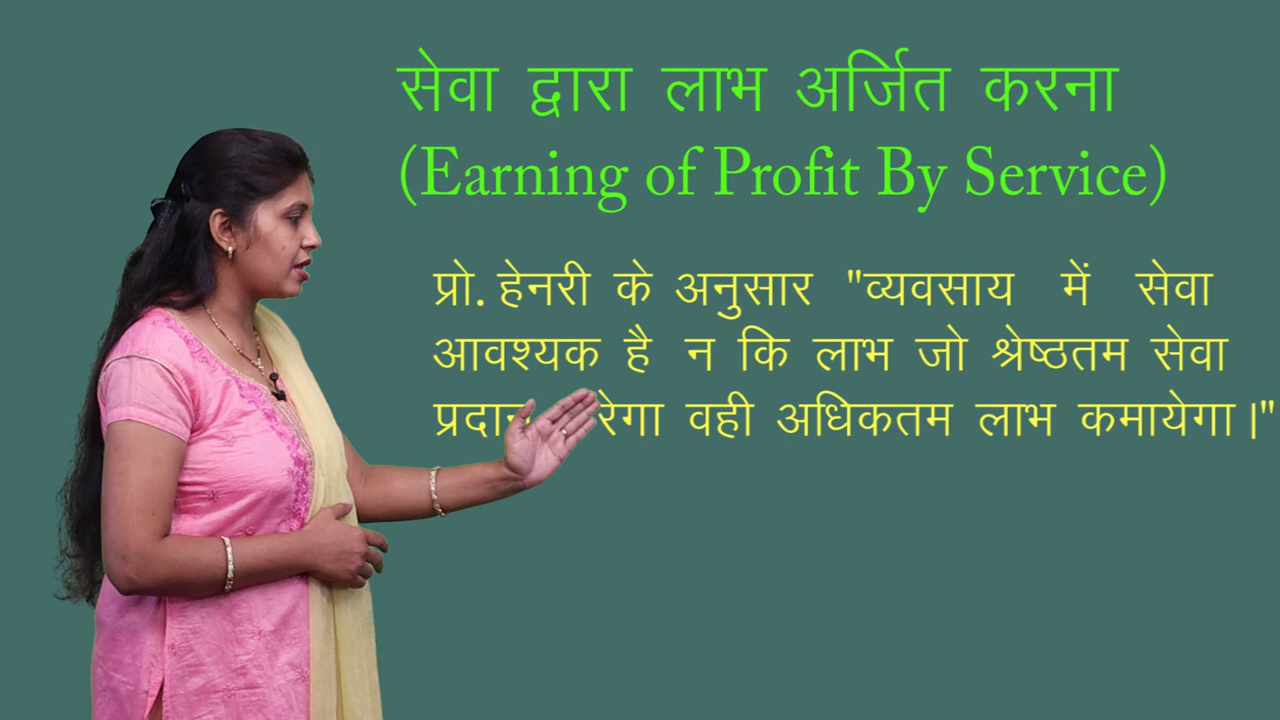 सेवा द्वारा लाभ अर्जित करना
(Earning of Profit By Service)
प्रो. हेनरी के अनुसार "व्यवसाय में सेवा
आवश्यक है न कि लाभ जो श्रेष्ठतम सेवा
वही अधिकतम लाभ कमायेगा।"